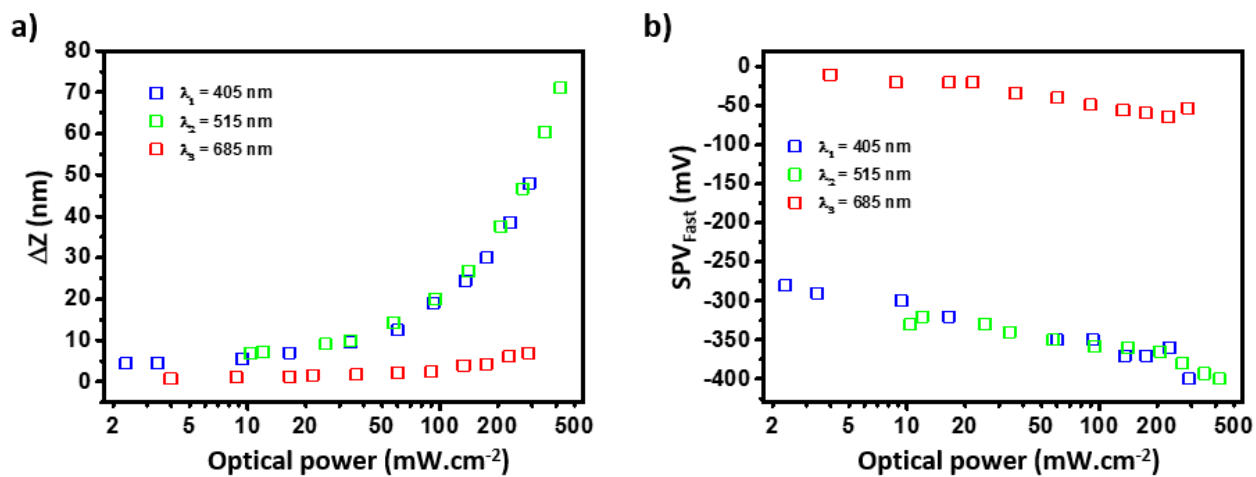 a)
80
70
60
50
40
30
20
10
0
ΔZ (nm)
λ₁ = 405 nm
λ₂ = 515 nm
λ₃ = 685 nm
2 5 10 20 50 100 200 500
Optical power (mW.cm⁻²)
b)
0
-50
-100
-150
-200
-250
-300
-350
-400
SPV_Fast (mV)
λ₁ = 405 nm
λ₂ = 515 nm
λ₃ = 685 nm
2 5 10 20 50 100 200 500
Optical power (mW.cm⁻²)